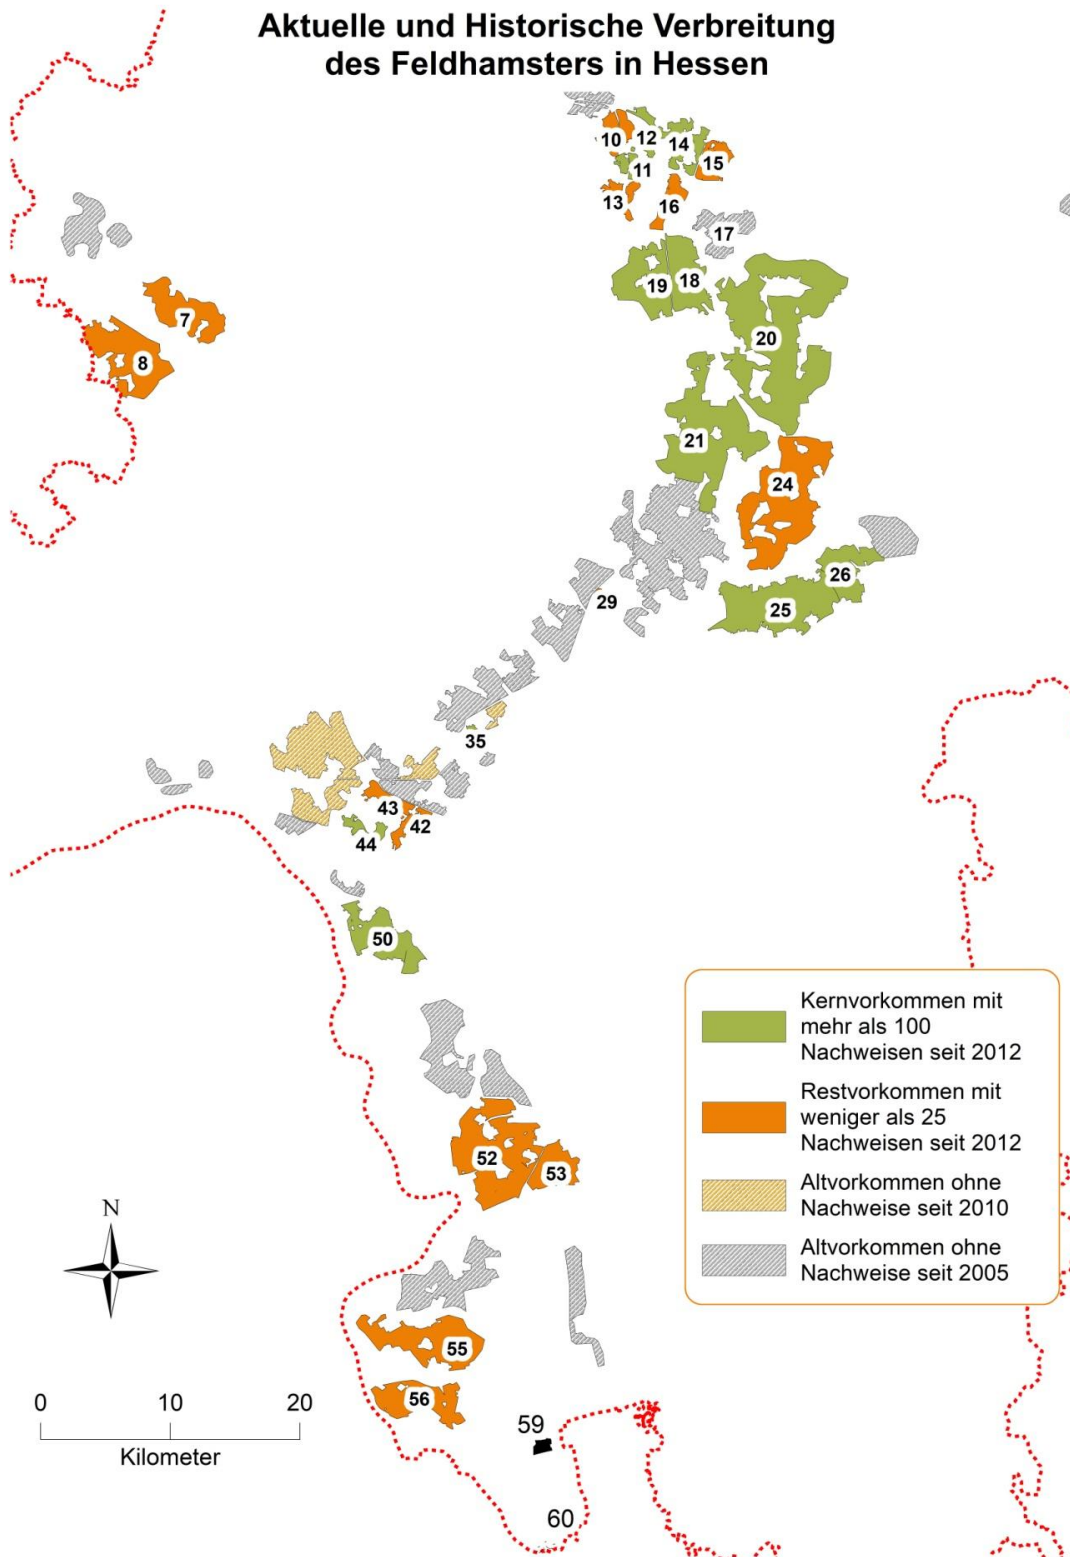 Aktuelle und Historische Verbreitung
des Feldhamsters in Hessen
10
12
14
15
11
13
16
17
19
18
7
8
20
21
24
26
25
29
35
43
42
44
50
Kernvorkommen mit
mehr als 100
Nachweisen seit 2012
Restvorkommen mit
weniger als 25
Nachweisen seit 2012
Altvorkommen ohne
Nachweise seit 2010
Altvorkommen ohne
Nachweise seit 2005
52
53
N
55
56
0 10 20
Kilometer
59
60